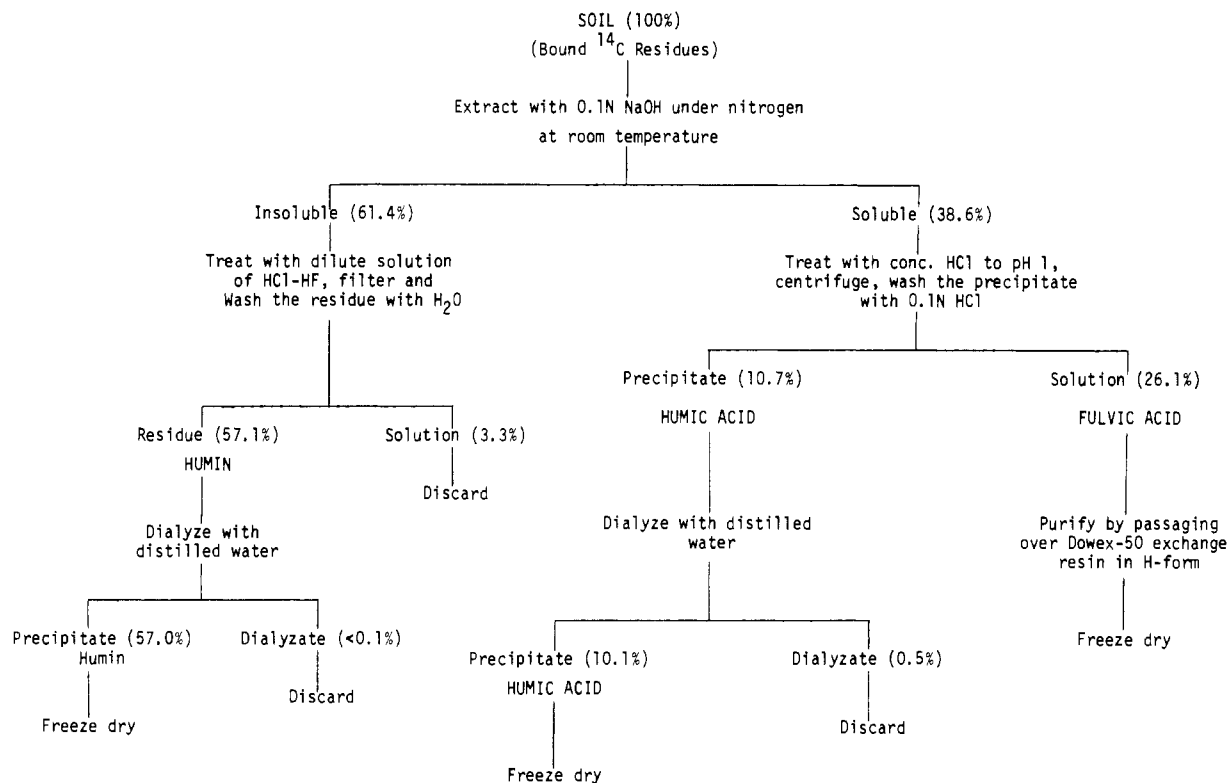 SOIL (100%)
(Bound 14C Residues)
Extract with 0.1N NaOH under nitrogen
at room temperature
Insoluble (61.4%)
Treat with dilute solution
of HCl-HF, filter and
Wash the residue with H2O
Soluble (38.6%)
Treat with conc. HCl to pH 1,
centrifuge, wash the precipitate
with 0.1N HCl
Residue (57.1%)
HUMIN
Solution (3.3%)
Discard
Precipitate (10.7%)
HUMIC ACID
Solution (26.1%)
FULVIC ACID
Dialyze with
distilled water
Dialyze with distilled
water
Purify by passaging
over Dowex-50 exchange
resin in H-form
Freeze dry
Precipitate (57.0%)
Humin
Freeze dry
Dialyzate (<0.1%)
Discard
Precipitate (10.1%)
HUMIC ACID
Freeze dry
Dialyzate (0.5%)
Discard